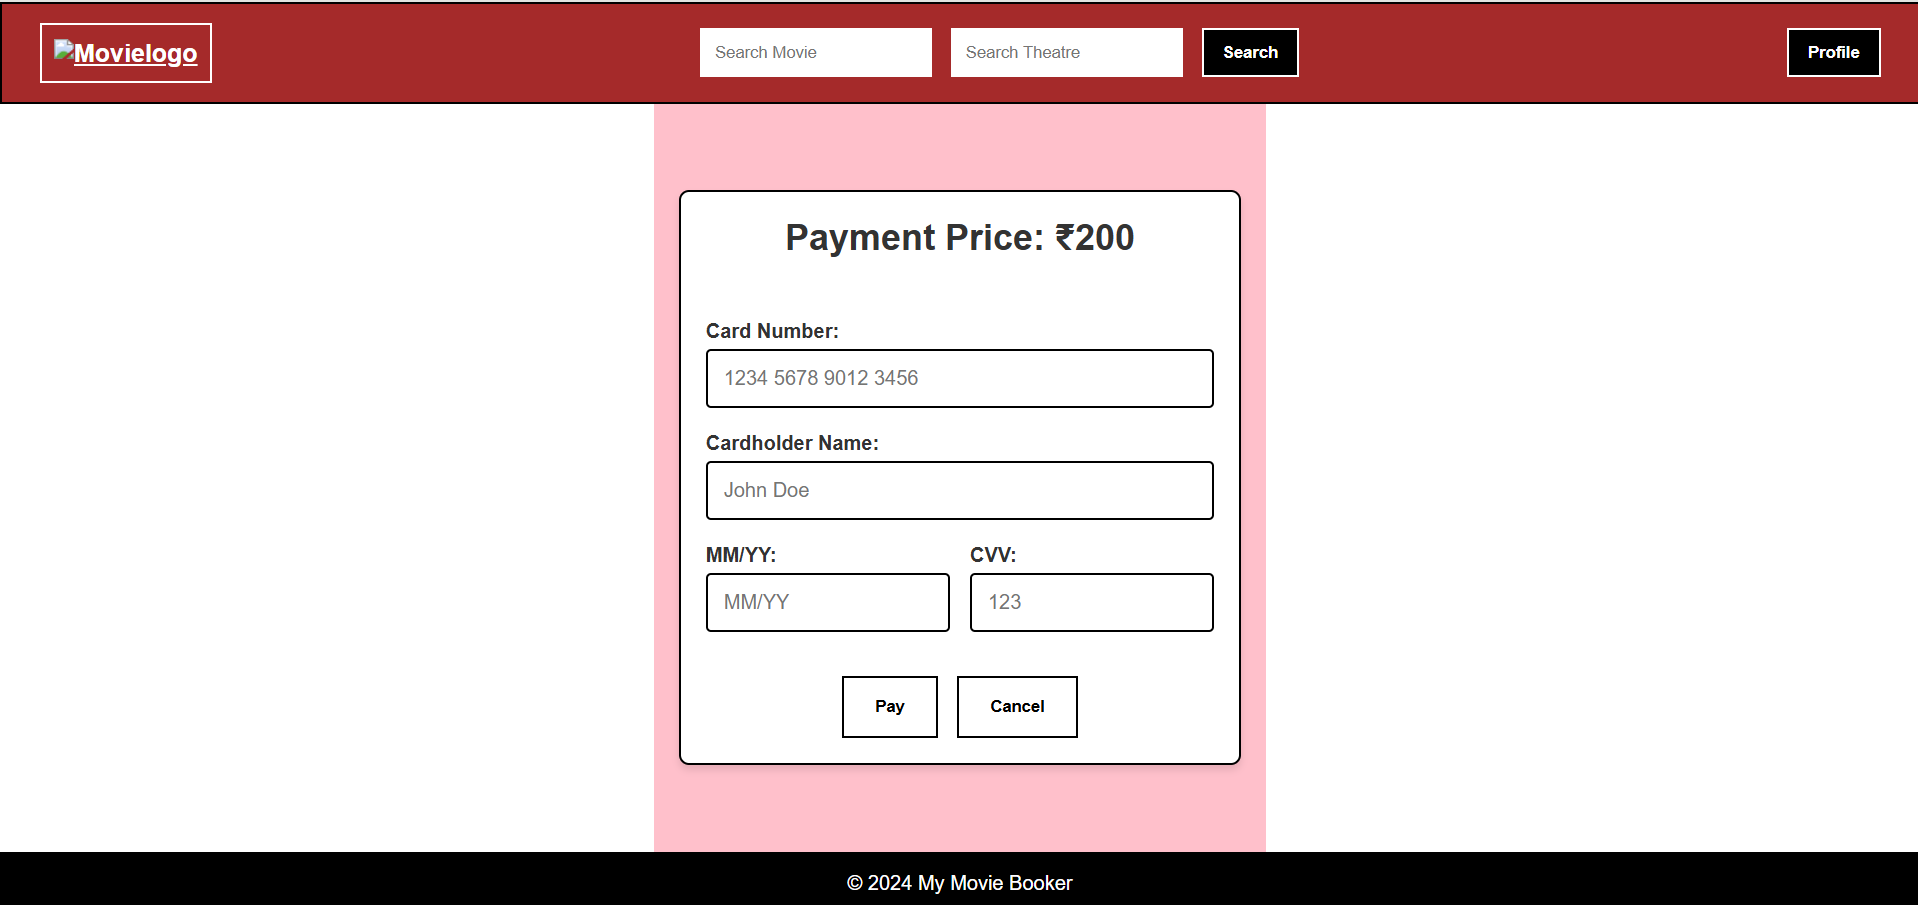 Movielogo
Search Movie
Search Theatre
Search
Profile
Payment Price: ₹200
Card Number:
1234 5678 9012 3456
Cardholder Name:
John Doe
MM/YY:
CVV:
MM/YY
123
Pay
Cancel
© 2024 My Movie Booker